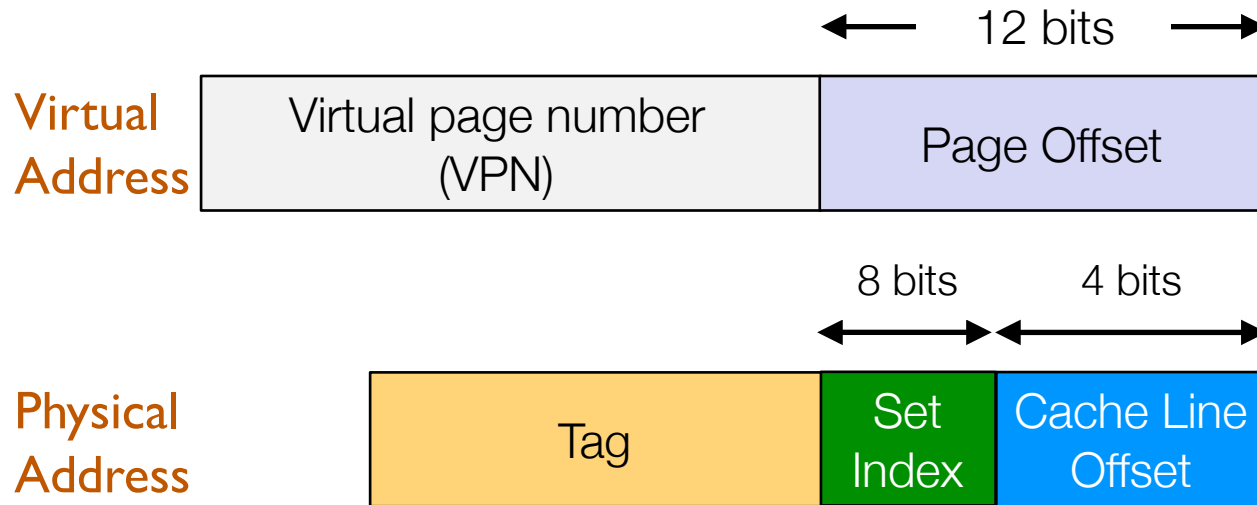 12 bits
Virtual
Address
Virtual page number
(VPN)
Page Offset
8 bits
4 bits
Physical
Address
Tag
Set
Index
Cache Line
Offset